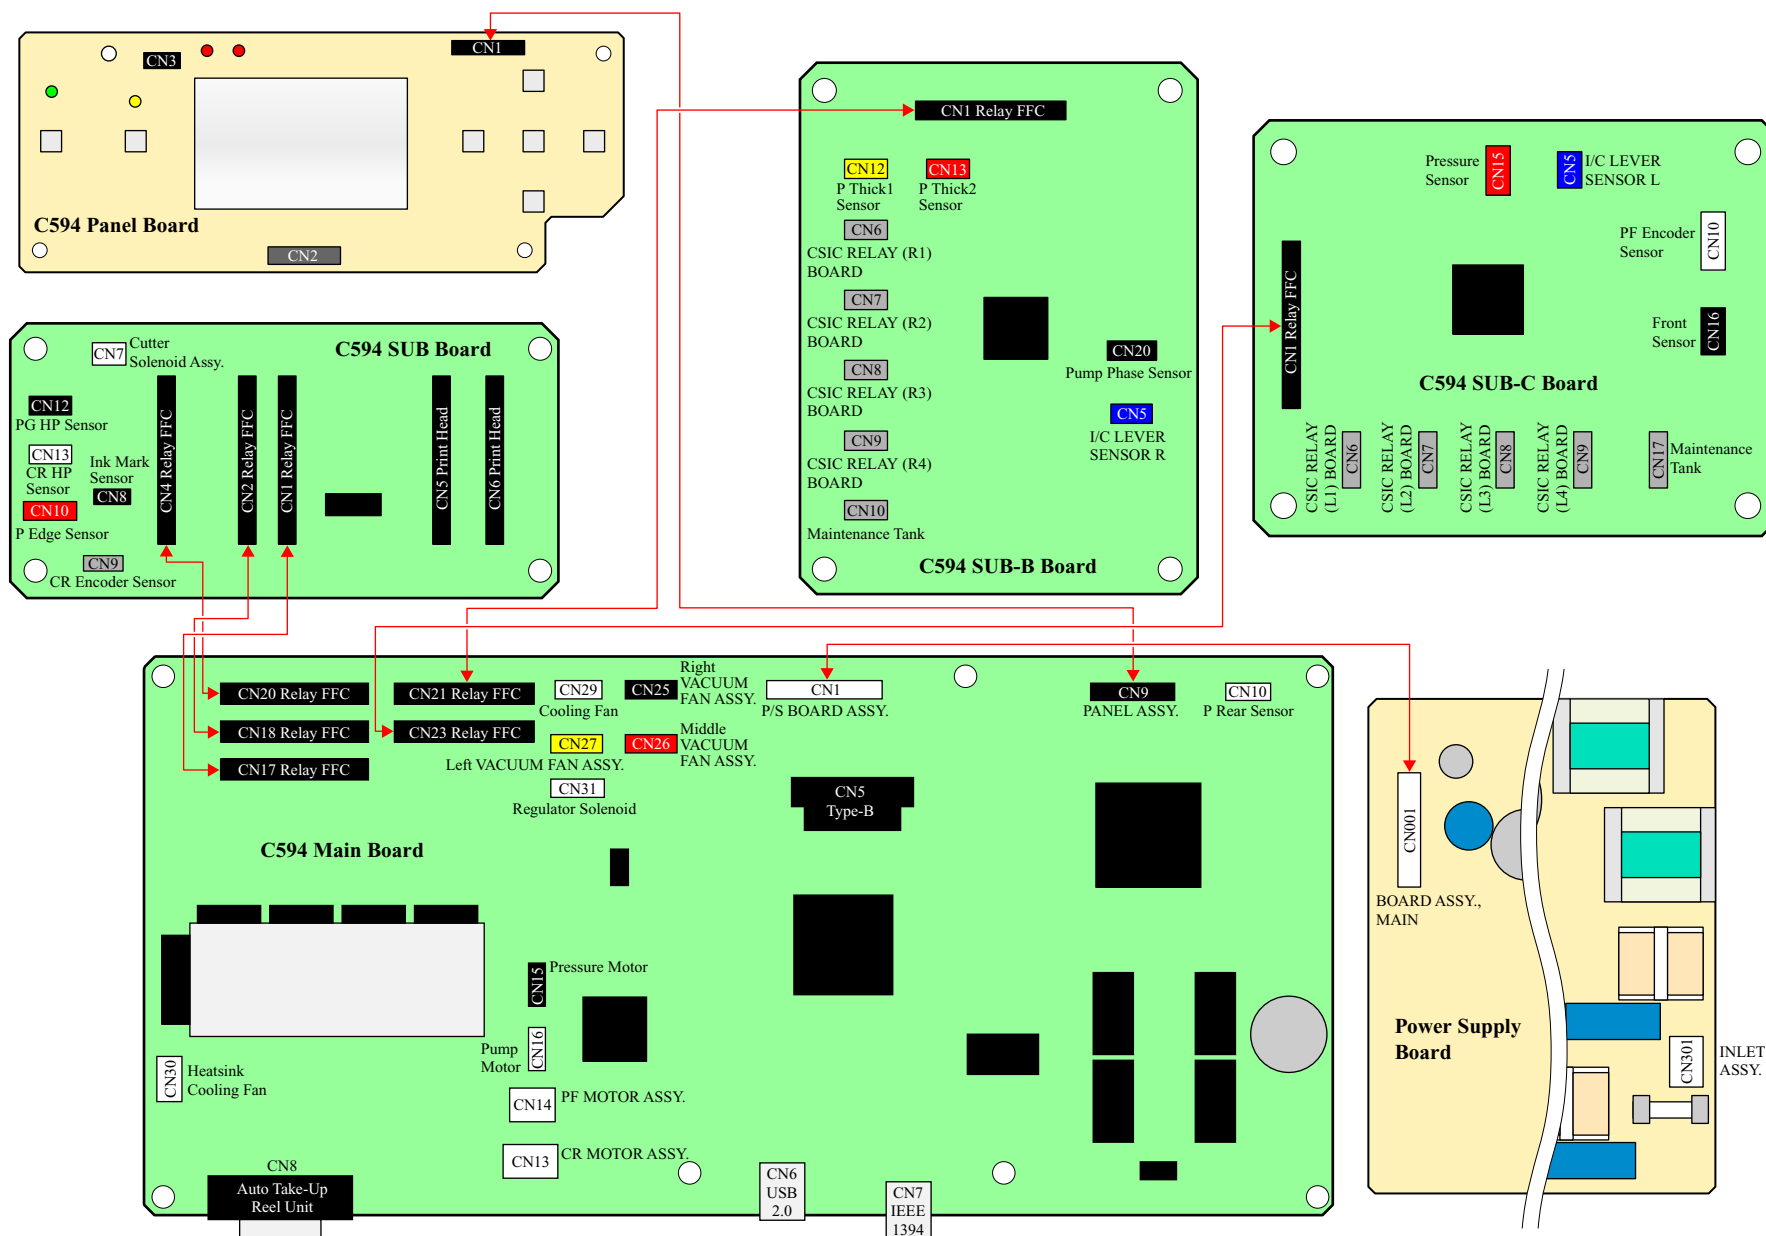 CN1
CN3
C594 Panel Board
CN2
CN7
Cutter
Solenoid Assy.
C594 SUB Board
CN12
PG HP Sensor
CN13
CR HP
Sensor
Ink Mark
Sensor
CN8
CN10
P Edge Sensor
CN9
CR Encoder Sensor
CN4 Relay FFC
CN2 Relay FFC
CN1 Relay FFC
CN5 Print Head
CN6 Print Head
CN1 Relay FFC
CN12
P Thick1
Sensor
CN13
P Thick2
Sensor
CN6
CSIC RELAY (R1)
BOARD
CN7
CSIC RELAY (R2)
BOARD
CN8
CSIC RELAY (R3)
BOARD
CN9
CSIC RELAY (R4)
BOARD
CN10
Maintenance Tank
CN20
Pump Phase Sensor
CN5
I/C LEVER
SENSOR R
C594 SUB-B Board
Pressure
Sensor
CN15
CN5
I/C LEVER
SENSOR L
PF Encoder
Sensor
CN10
Front
Sensor
CN16
CN1 Relay FFC
C594 SUB-C Board
CSIC RELAY
(L1) BOARD
CN6
CSIC RELAY
(L2) BOARD
CN7
CSIC RELAY
(L3) BOARD
CN8
CSIC RELAY
(L4) BOARD
CN9
CN17
Maintenance
Tank
CN20 Relay FFC
CN18 Relay FFC
CN17 Relay FFC
CN21 Relay FFC
CN23 Relay FFC
CN29
Cooling Fan
CN25
Right
VACUUM
FAN ASSY.
CN27
Left VACUUM FAN ASSY.
CN26
Middle
VACUUM
FAN ASSY.
CN31
Regulator Solenoid
CN1
P/S BOARD ASSY.
CN9
PANEL ASSY.
CN10
P Rear Sensor
CN5
Type-B
C594 Main Board
CN15
Pressure Motor
Pump
Motor
CN16
CN30
Heatsink
Cooling Fan
CN14
PF MOTOR ASSY.
CN13
CR MOTOR ASSY.
CN8
Auto Take-Up
Reel Unit
CN6
USB
2.0
CN7
IEEE
1394
CN001
BOARD ASSY.,
MAIN
Power Supply
Board
CN301
INLET
ASSY.